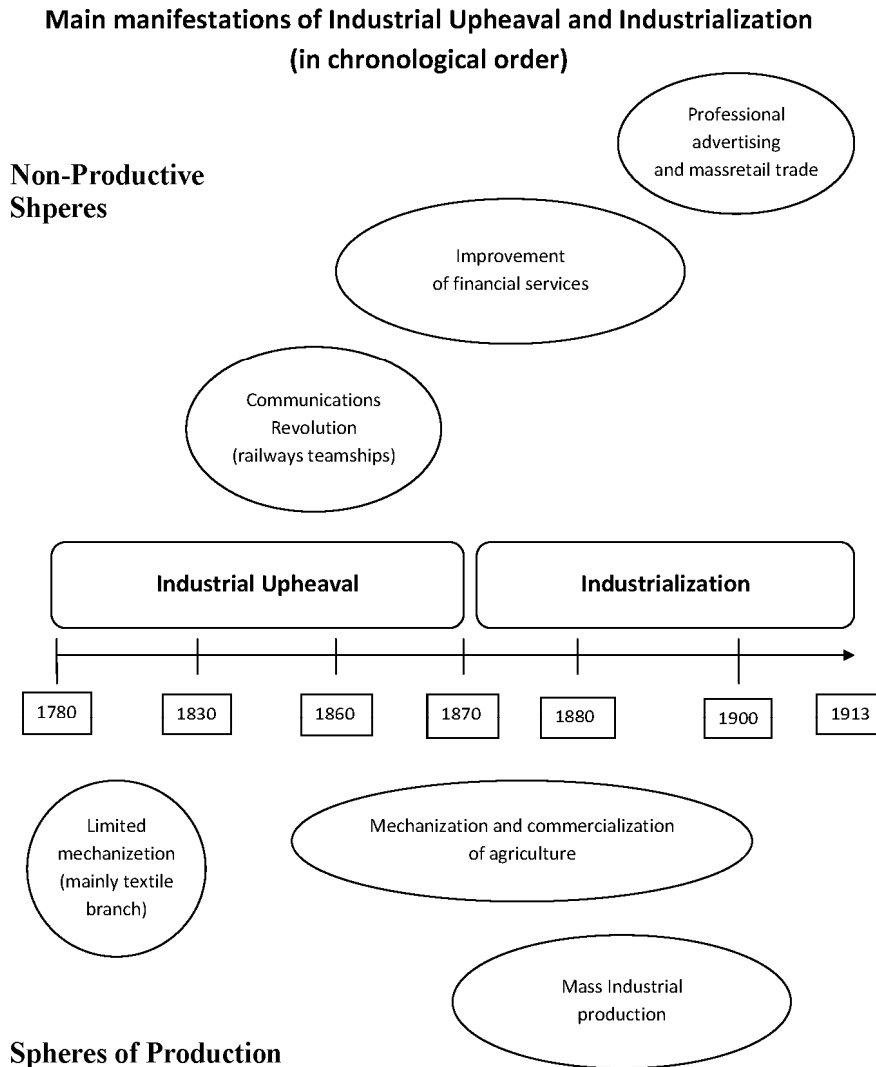 Main manifestations of Industrial Upheaval and Industrialization
(in chronological order)
Professional
advertising
and massretail trade
Non-Productive
Shperes
Improvement
of financial services
Communications
Revolution
(railways teamships)
Industrial Upheaval
Industrialization
1780
1830
1860
1870
1880
1900
1913
Limited
mechanizetion
(mainly textile
branch)
Mechanization and commercialization
of agriculture
Mass Industrial
production
Spheres of Production